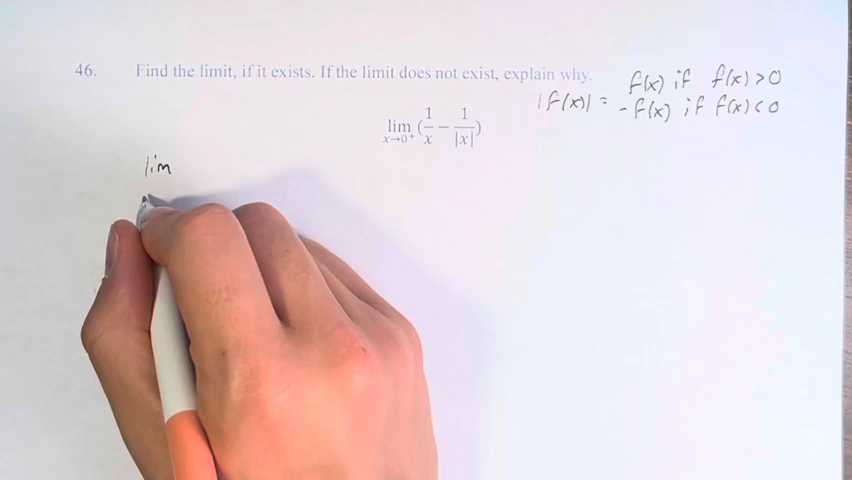 46. Find the limit, if it exists. If the limit does not exist, explain why.
lim x→0⁺ (1/x − 1/|x|)
|f(x)| = f(x) if f(x) > 0
-f(x) if f(x) < 0
lim